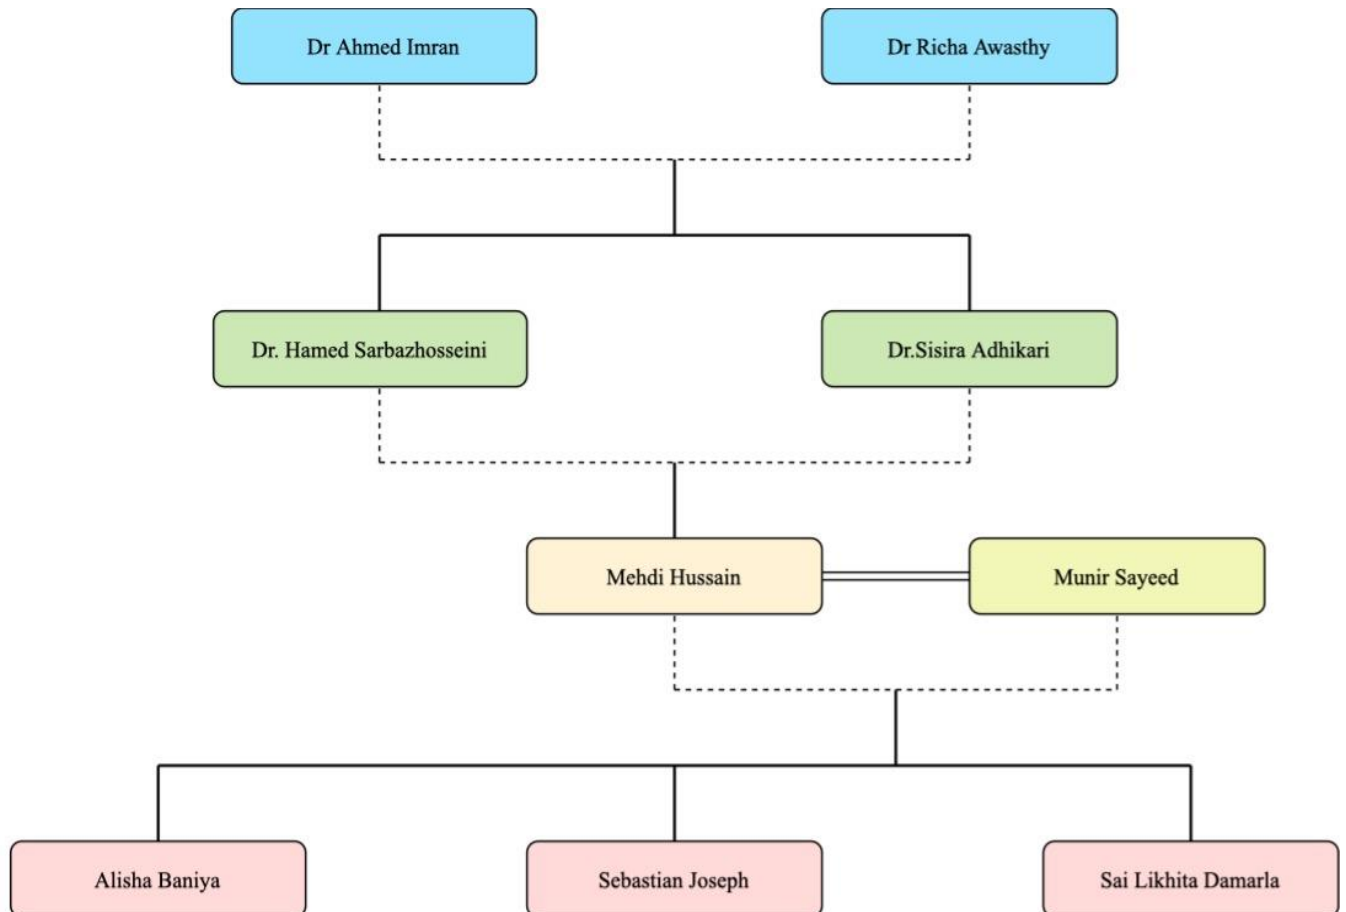 Dr Ahmed Imran
Dr Richa Awasthy
Dr. Hamed Sarbazhosseini
Dr.Sisira Adhikari
Mehdi Hussain
Munir Sayeed
Alisha Baniya
Sebastian Joseph
Sai Likhita Damarla